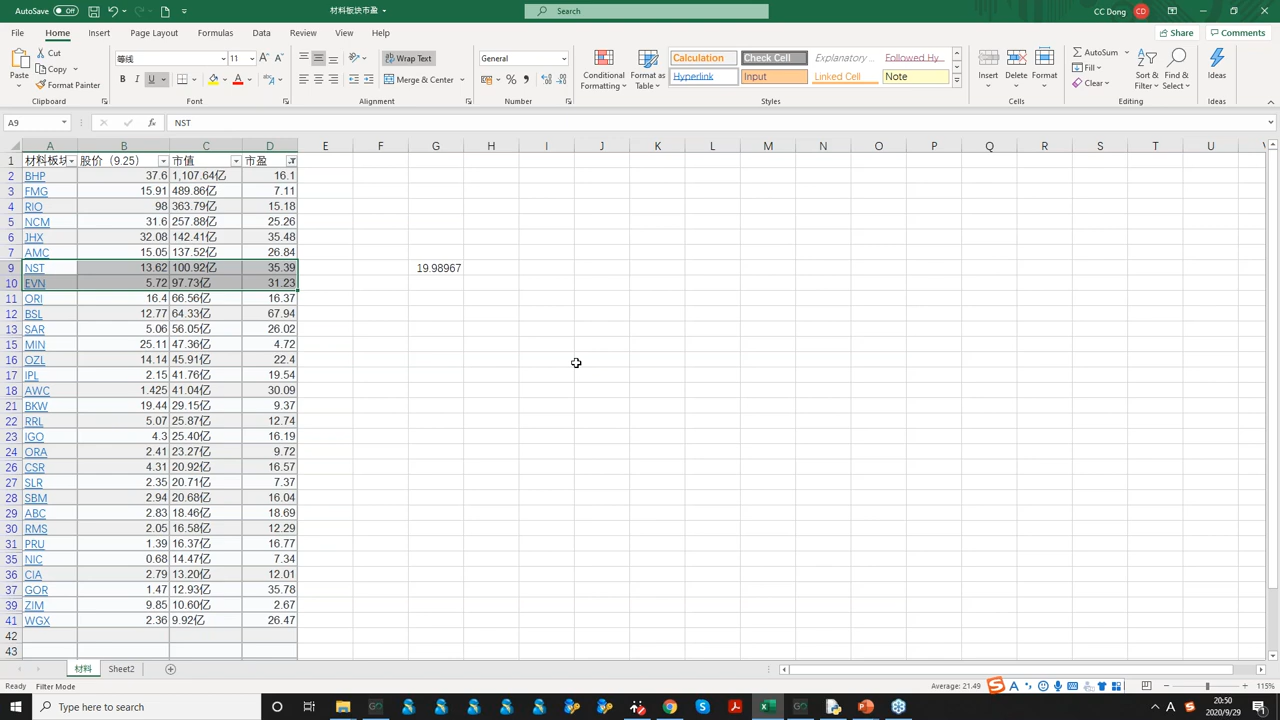 AutoSave Off 材料板块市盈 Search CC Dong CD
File Home Insert Page Layout Formulas Data Review View Help Share Comments
Paste Cut Copy Format Painter Clipboard
等线 11 B I U A Font
Wrap Text Merge & Center Alignment
General % Number
Conditional Formatting Format as Table
Calculation Check Cell Explanatory ... Followed Hy...
Hyperlink Input Linked Cell Note
Styles
Insert Delete Format Cells
AutoSum Fill Clear Sort & Filter Find & Select Editing
Ideas Ideas
A9 fx NST
A B C D E F G H I J K L M N O P Q R S T U V
1 材料板块 股价（9.25） 市值 市盈
2 BHP 37.6 1,107.64亿 16.1
3 FMG 15.91 489.86亿 7.11
4 RIO 98 363.79亿 15.18
5 NCM 31.6 257.88亿 25.26
6 JHX 32.08 142.41亿 35.48
7 AMC 15.05 137.52亿 26.84
9 NST 13.62 100.92亿 35.39 19.98967
10 EVN 5.72 97.73亿 31.23
11 ORI 16.4 66.56亿 16.37
12 BSL 12.77 64.33亿 67.94
13 SAR 5.06 56.05亿 26.02
15 MIN 25.11 47.36亿 4.72
16 OZL 14.14 45.91亿 22.4
17 IPL 2.15 41.76亿 19.54
18 AWC 1.425 41.04亿 30.09
21 BKW 19.44 29.15亿 9.37
22 RRL 5.07 25.87亿 12.74
23 IGO 4.3 25.40亿 16.19
24 ORA 2.41 23.27亿 9.72
26 CSR 4.31 20.92亿 16.57
27 SLR 2.35 20.71亿 7.37
28 SBM 2.94 20.68亿 16.04
29 ABC 2.83 18.46亿 18.69
30 RMS 2.05 16.58亿 12.29
31 PRU 1.39 16.37亿 16.77
35 NIC 0.68 14.47亿 7.34
36 CIA 2.79 13.20亿 12.01
37 GOR 1.47 12.93亿 35.78
39 ZIM 9.85 10.60亿 2.67
41 WGX 2.36 9.92亿 26.47
42
43
材料 Sheet2
Ready Filter Mode Average: 21.49 115%
Type here to search 20:50
2020/9/29